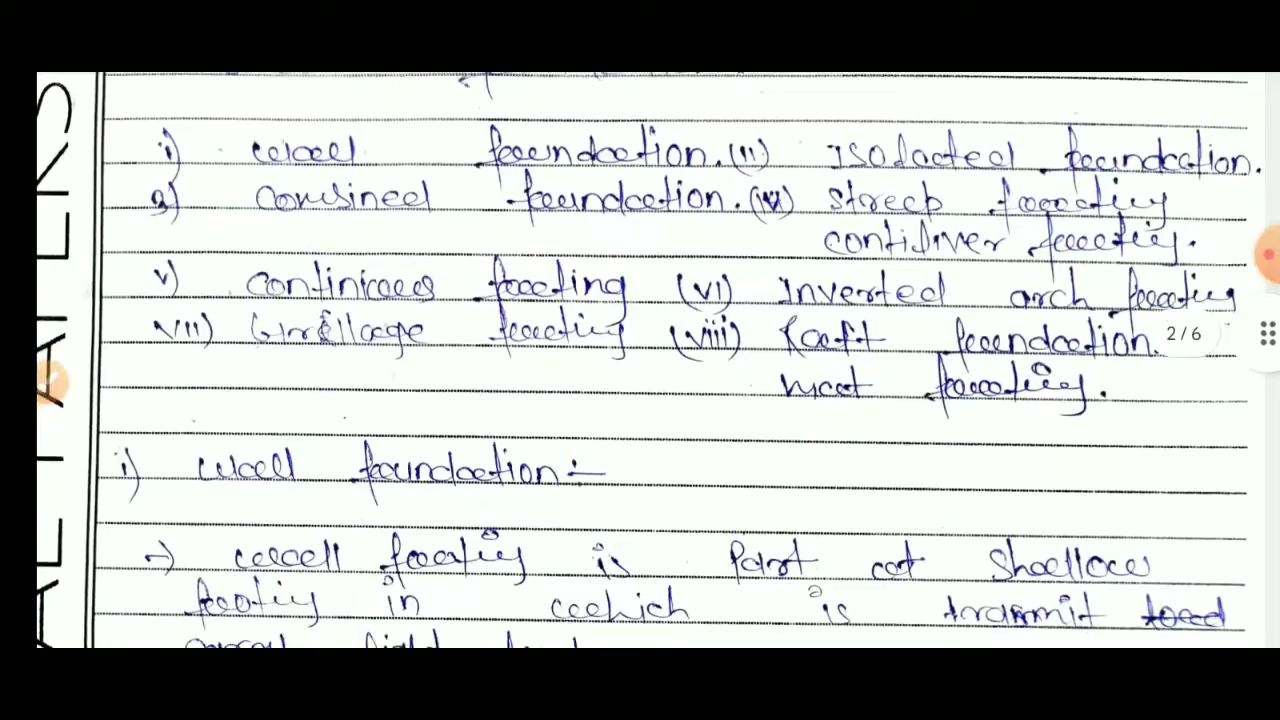 i) wall foundation. (ii) isolated foundation.
3) Combined foundation. (iv) streep footing
contiliver footing.
v) continuous footing (vi) Inverted arch footing
VII) Grillage footing (viii) Raft foundation.
mat footing.
2/6
i) wall foundation :-
→ wall footing is Part of shallow
footing in which is transmit load